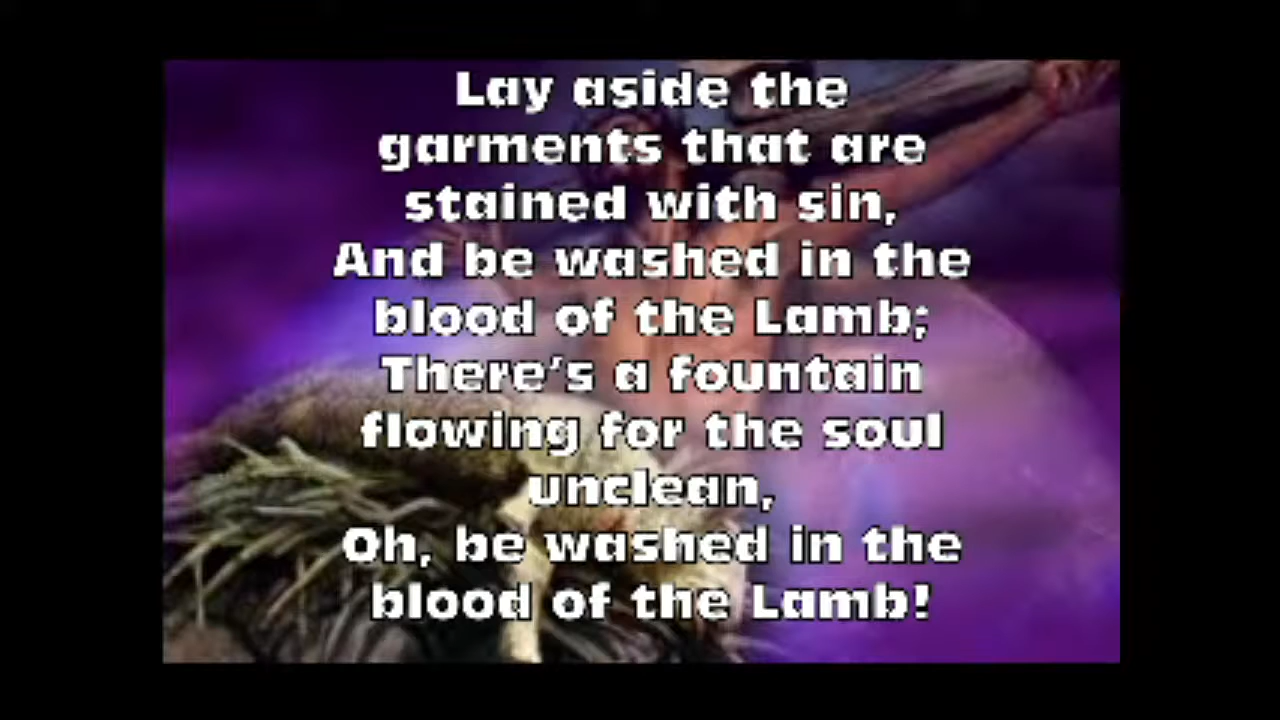 Lay aside the
garments that are
stained with sin,
And be washed in the
blood of the Lamb;
There's a fountain
flowing for the soul
unclean,
Oh, be washed in the
blood of the Lamb!